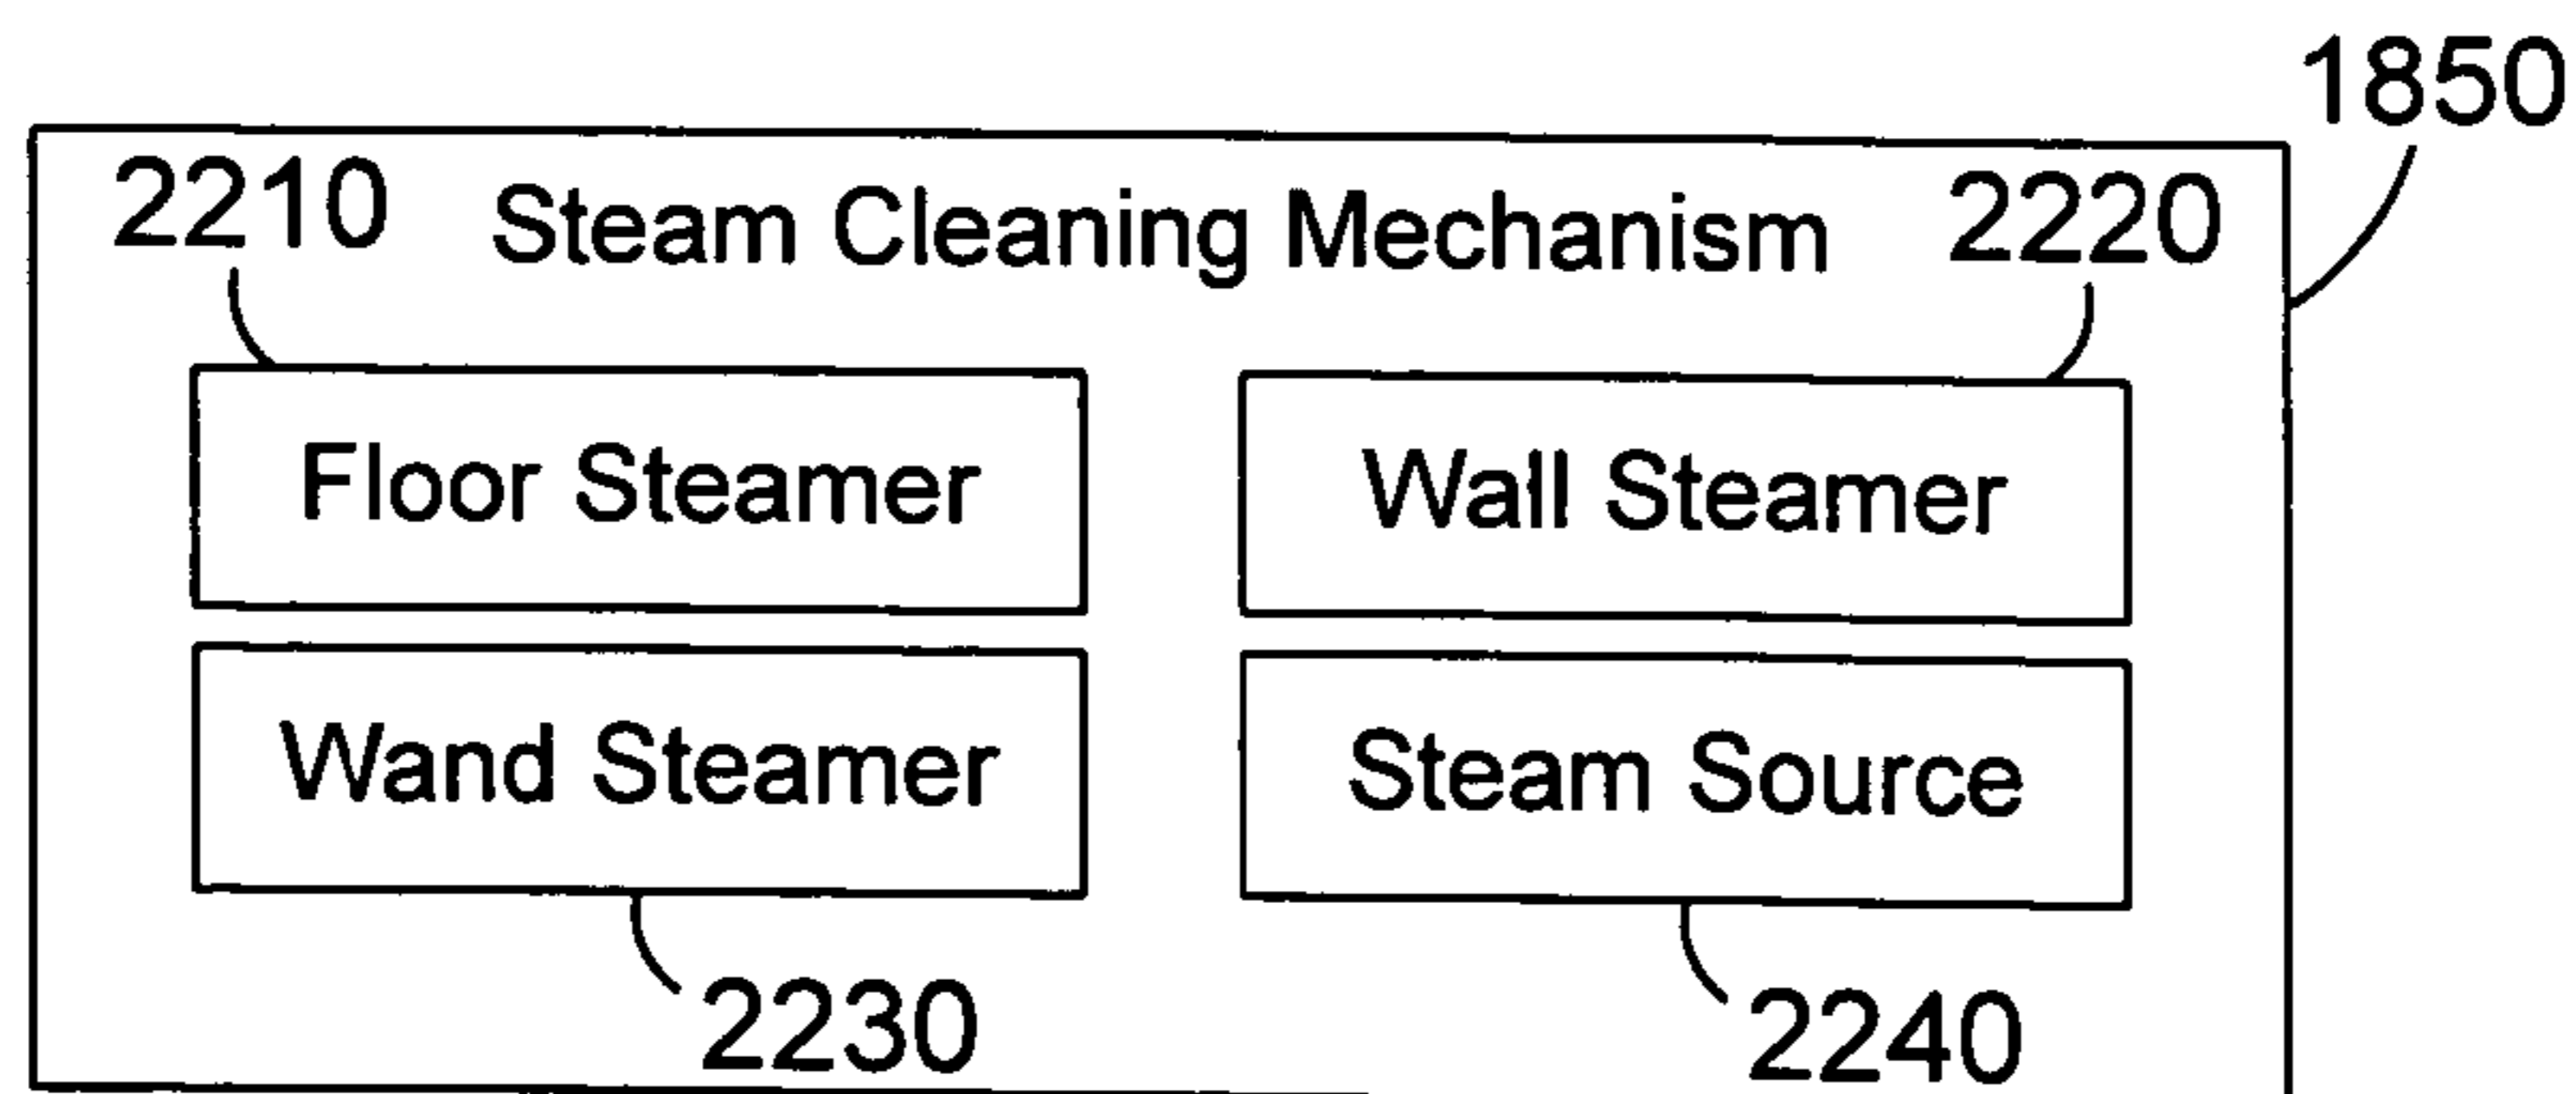 1850
2210 Steam Cleaning Mechanism 2220
Floor Steamer Wall Steamer
Wand Steamer Steam Source
2230 2240